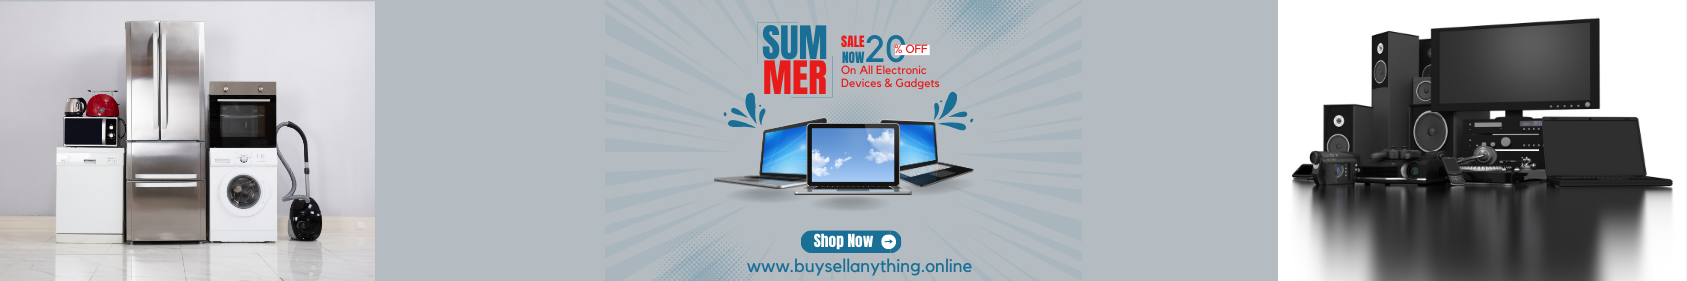 SUM
MER
SALE
NOW 20% OFF
On All Electronic
Devices & Gadgets
Shop Now
www.buysellanything.online